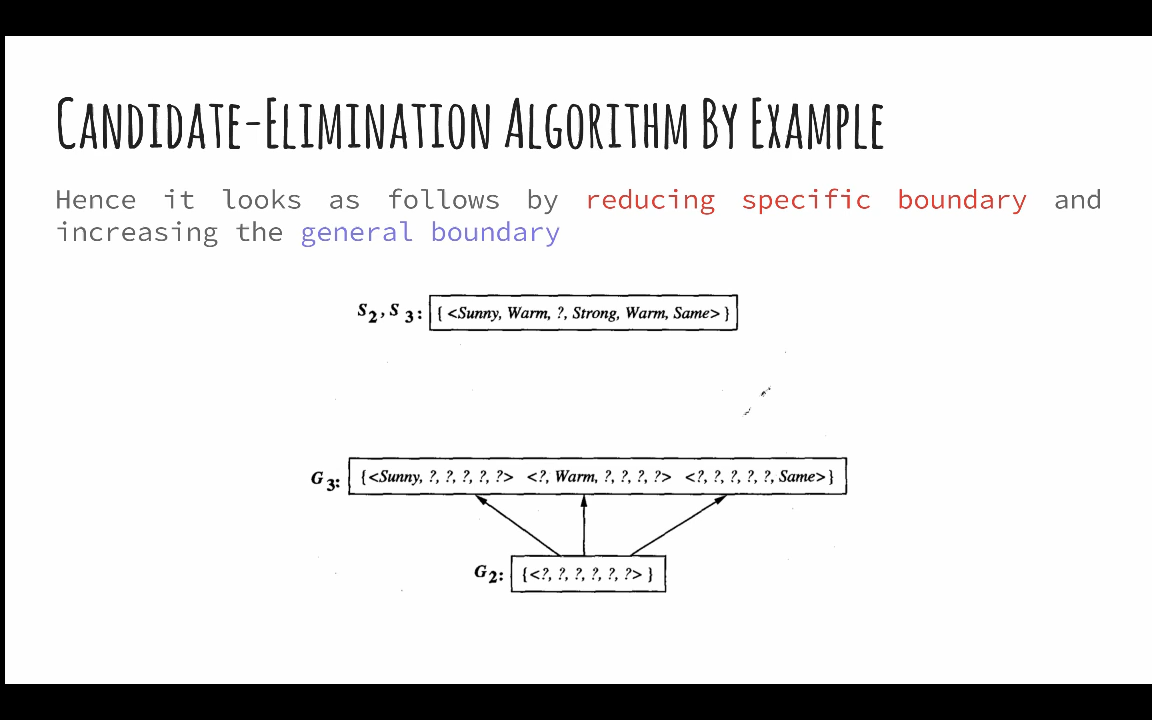 CANDIDATE-ELIMINATION ALGORITHM BY EXAMPLE
Hence it looks as follows by reducing specific boundary and
increasing the general boundary
S2, S3: { <Sunny, Warm, ?, Strong, Warm, Same> }
G3: {<Sunny, ?, ?, ?, ?, ?> <?, Warm, ?, ?, ?, ?> <?, ?, ?, ?, ?, Same>}
G2: {<?, ?, ?, ?, ?, ?> }